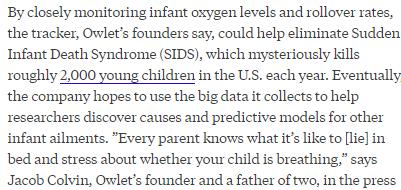 By closely monitoring infant oxygen levels and rollover rates,
the tracker, Owlet’s founders say, could help eliminate Sudden
Infant Death Syndrome (SIDS), which mysteriously kills
roughly 2,000 young children in the U.S. each year. Eventually
the company hopes to use the big data it collects to help
researchers discover causes and predictive models for other
infant ailments. ”Every parent knows what it’s like to [lie] in
bed and stress about whether your child is breathing,” says
Jacob Colvin, Owlet’s founder and a father of two, in the press